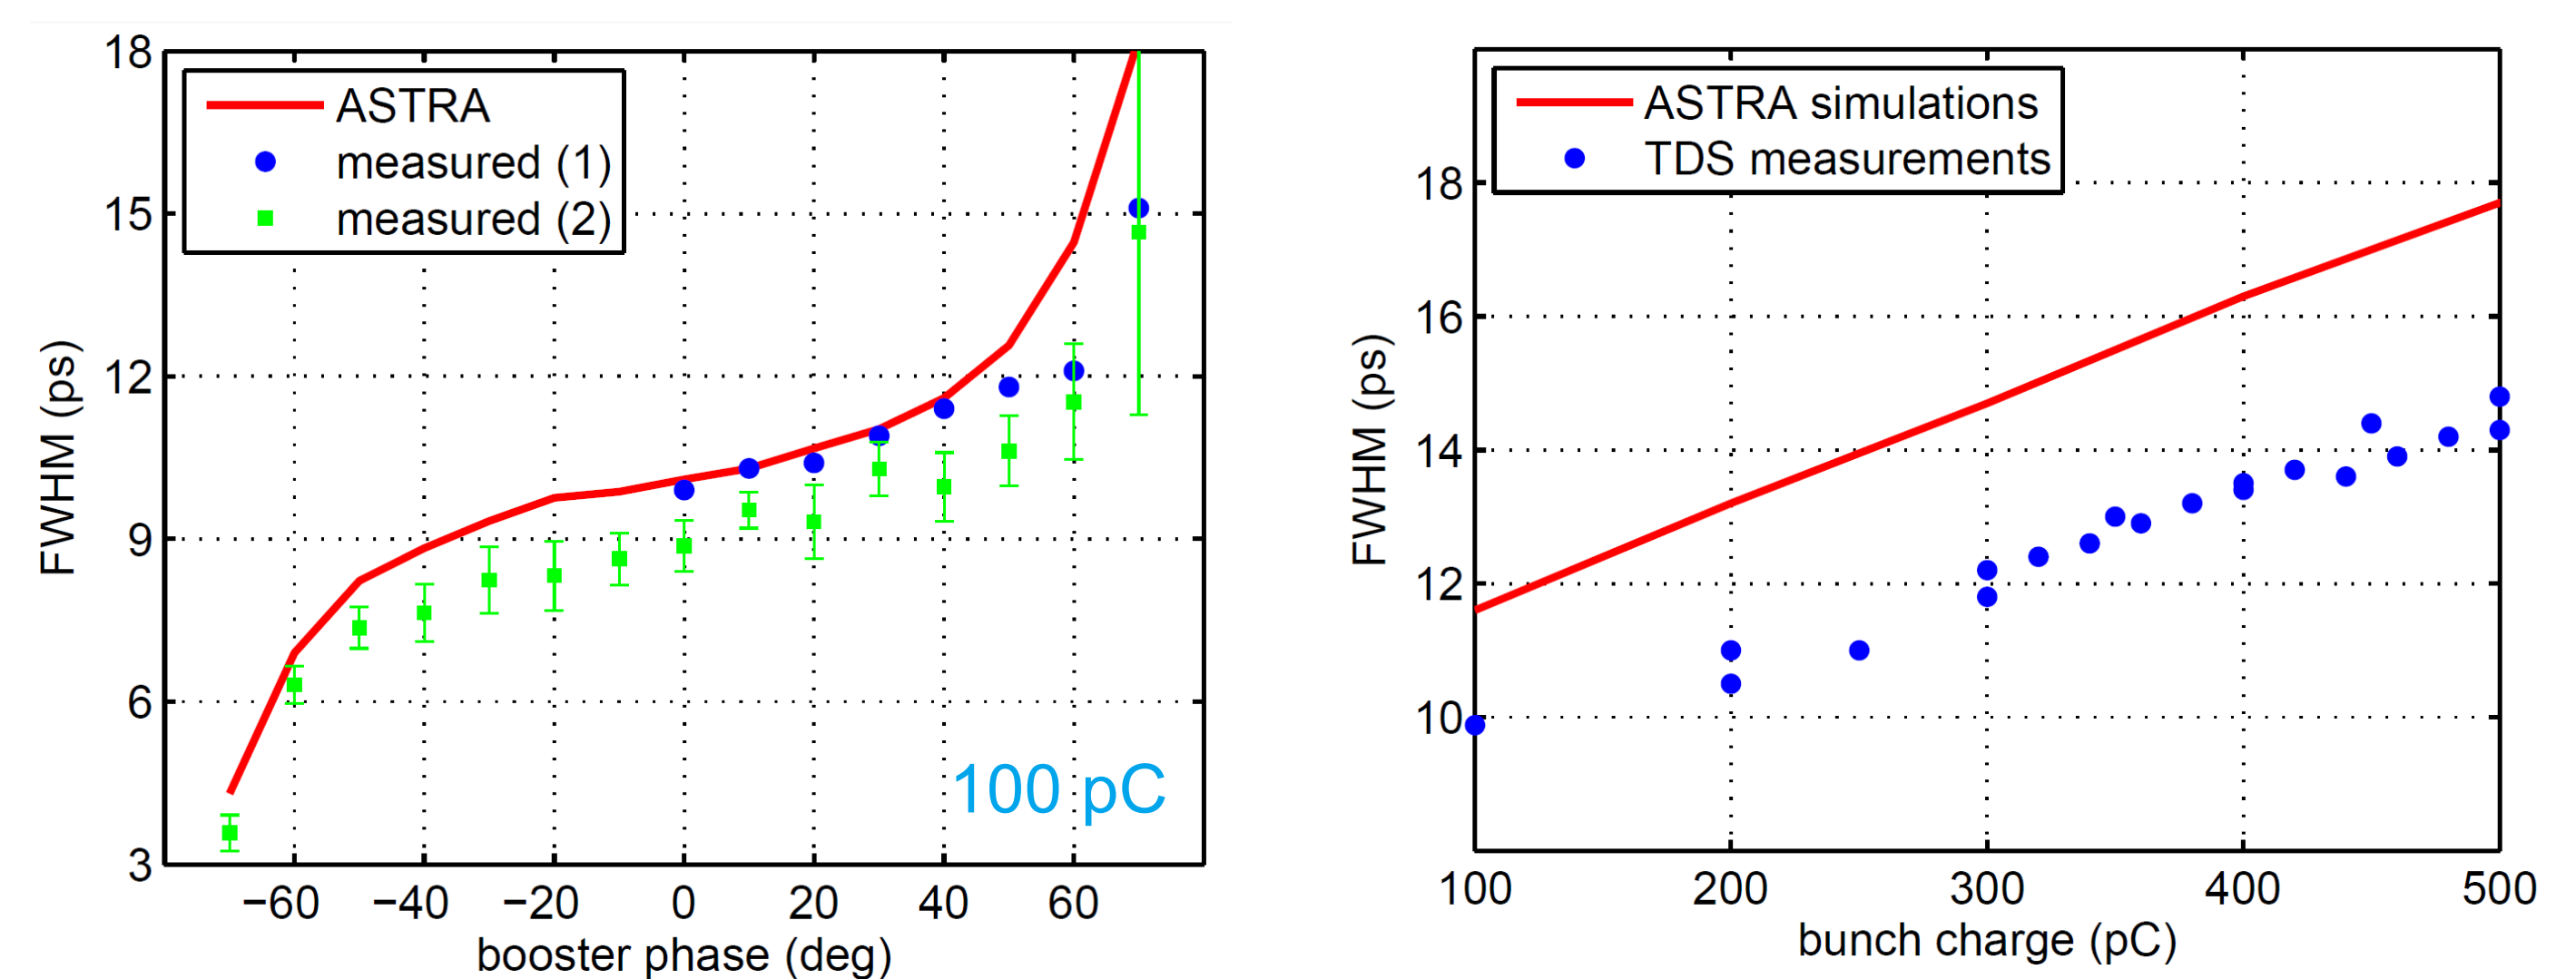 18
15
12
9
6
3
FWHM (ps)
ASTRA
measured (1)
measured (2)
100 pC
−60 −40 −20 0 20 40 60
booster phase (deg)
18
16
14
12
10
FWHM (ps)
ASTRA simulations
TDS measurements
100 200 300 400 500
bunch charge (pC)